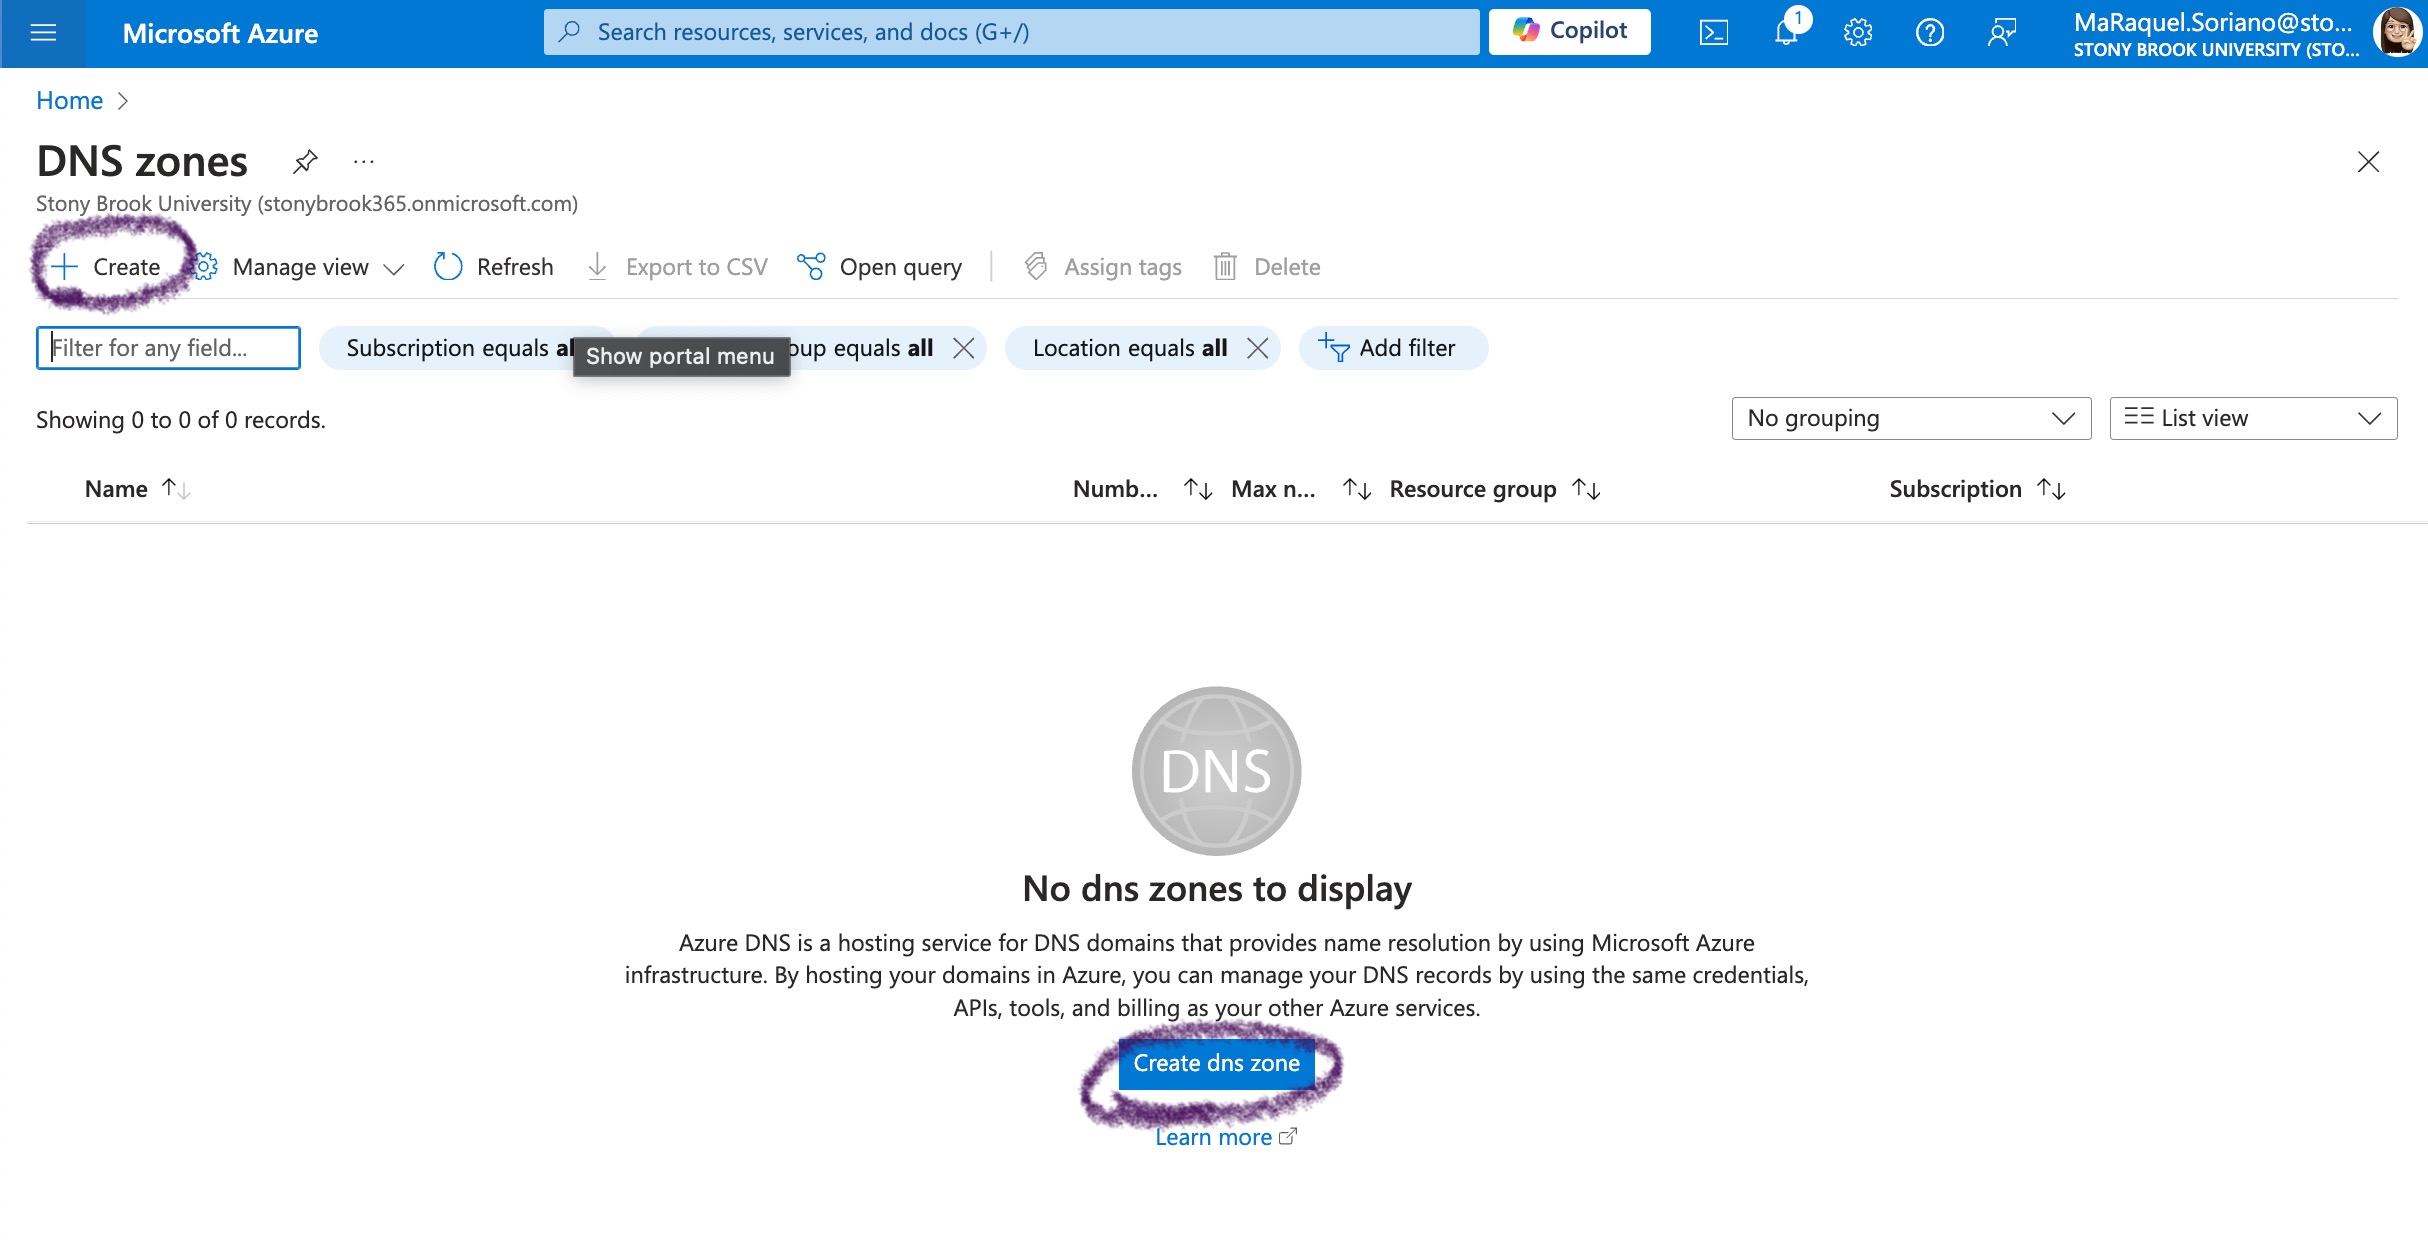 Microsoft Azure
Search resources, services, and docs (G+/)
Copilot
1
MaRaquel.Soriano@sto...
STONY BROOK UNIVERSITY (STO...
Home
DNS zones
...
Stony Brook University (stonybrook365.onmicrosoft.com)
Create
Manage view
Refresh
Export to CSV
Open query
Assign tags
Delete
Filter for any field...
Subscription equals
Show portal menu
equals all
Location equals all
Add filter
Showing 0 to 0 of 0 records.
No grouping
List view
Name
Numb...
Max n...
Resource group
Subscription
DNS
No dns zones to display
Azure DNS is a hosting service for DNS domains that provides name resolution by using Microsoft Azure
infrastructure. By hosting your domains in Azure, you can manage your DNS records by using the same credentials,
APIs, tools, and billing as your other Azure services.
Create dns zone
Learn more